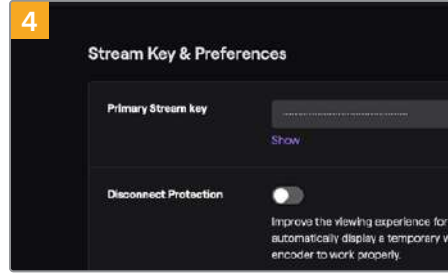 4
Stream Key & Preferences
Primary Stream key
Show
Disconnect Protection
Improve the viewing experience for
automatically display a temporary
encoder to work properly.